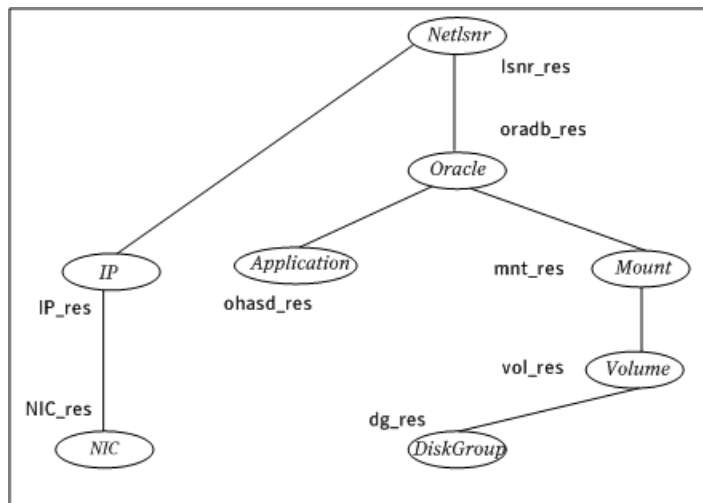 Netlsnr
lsnr_res
oradb_res
Oracle
IP
Application
mnt_res
Mount
IP_res
ohasd_res
vol_res
Volume
NIC_res
dg_res
NIC
DiskGroup